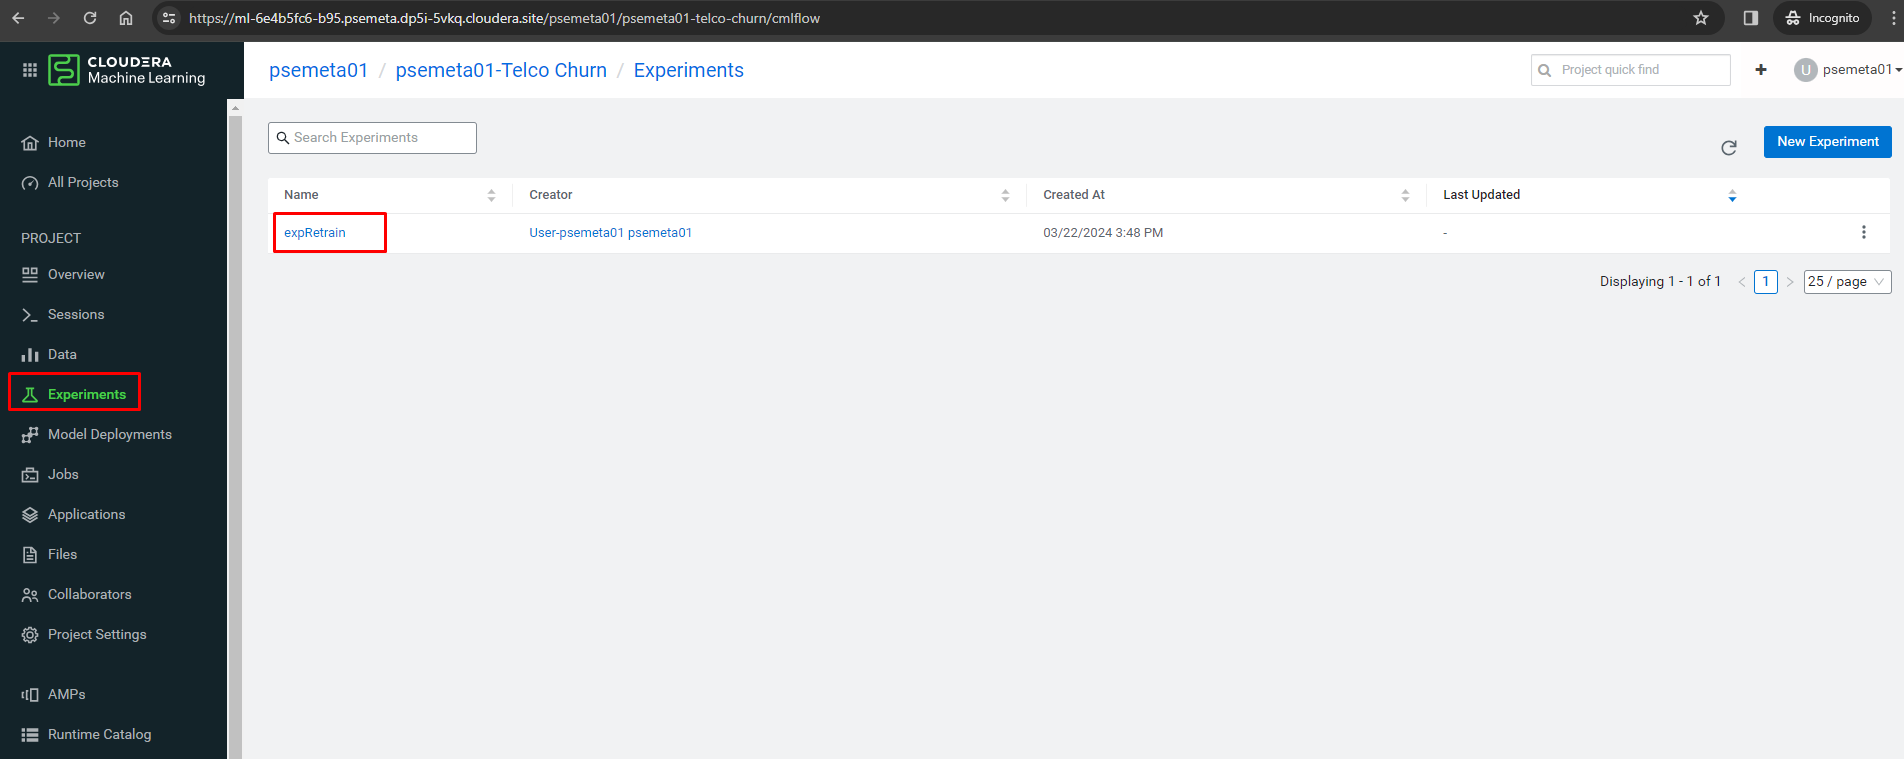 https://ml-6e4b5fc6-b95.psemeta.dp5i-5vkq.cloudera.site/psemeta01/psemeta01-telco-churn/cmlflow
Incognito
CLOUDERA
Machine Learning
psemeta01 / psemeta01-Telco Churn / Experiments
Project quick find
U psemeta01
Home
All Projects
PROJECT
Overview
Sessions
Data
Experiments
Model Deployments
Jobs
Applications
Files
Collaborators
Project Settings
AMPs
Runtime Catalog
Search Experiments
New Experiment
Name Creator Created At Last Updated
expRetrain User-psemeta01 psemeta01 03/22/2024 3:48 PM -
Displaying 1 - 1 of 1 < 1 > 25 / page